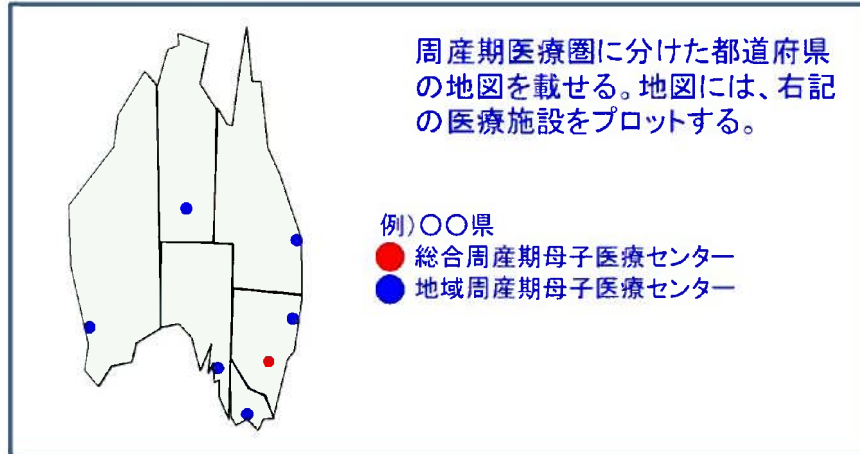 周産期医療圏に分けた都道府県
の地図を載せる。地図には、右記
の医療施設をプロットする。
例)〇〇県
総合周産期母子医療センター
地域周産期母子医療センター